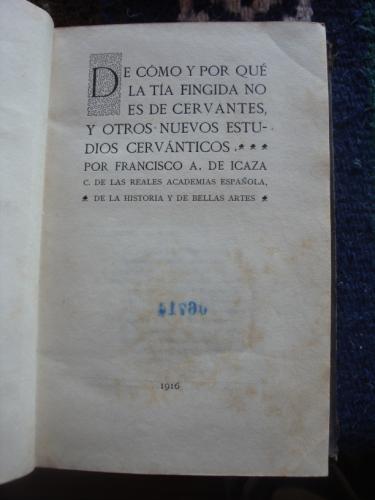 DE CÓMO Y POR QUÉ
LA TÍA FINGIDA NO
ES DE CERVANTES,
Y OTROS NUEVOS ESTU-
DIOS CERVÁNTICOS
POR FRANCISCO A. DE ICAZA
C. DE LAS REALES ACADEMIAS ESPAÑOLA,
DE LA HISTORIA Y DE BELLAS ARTES
1916